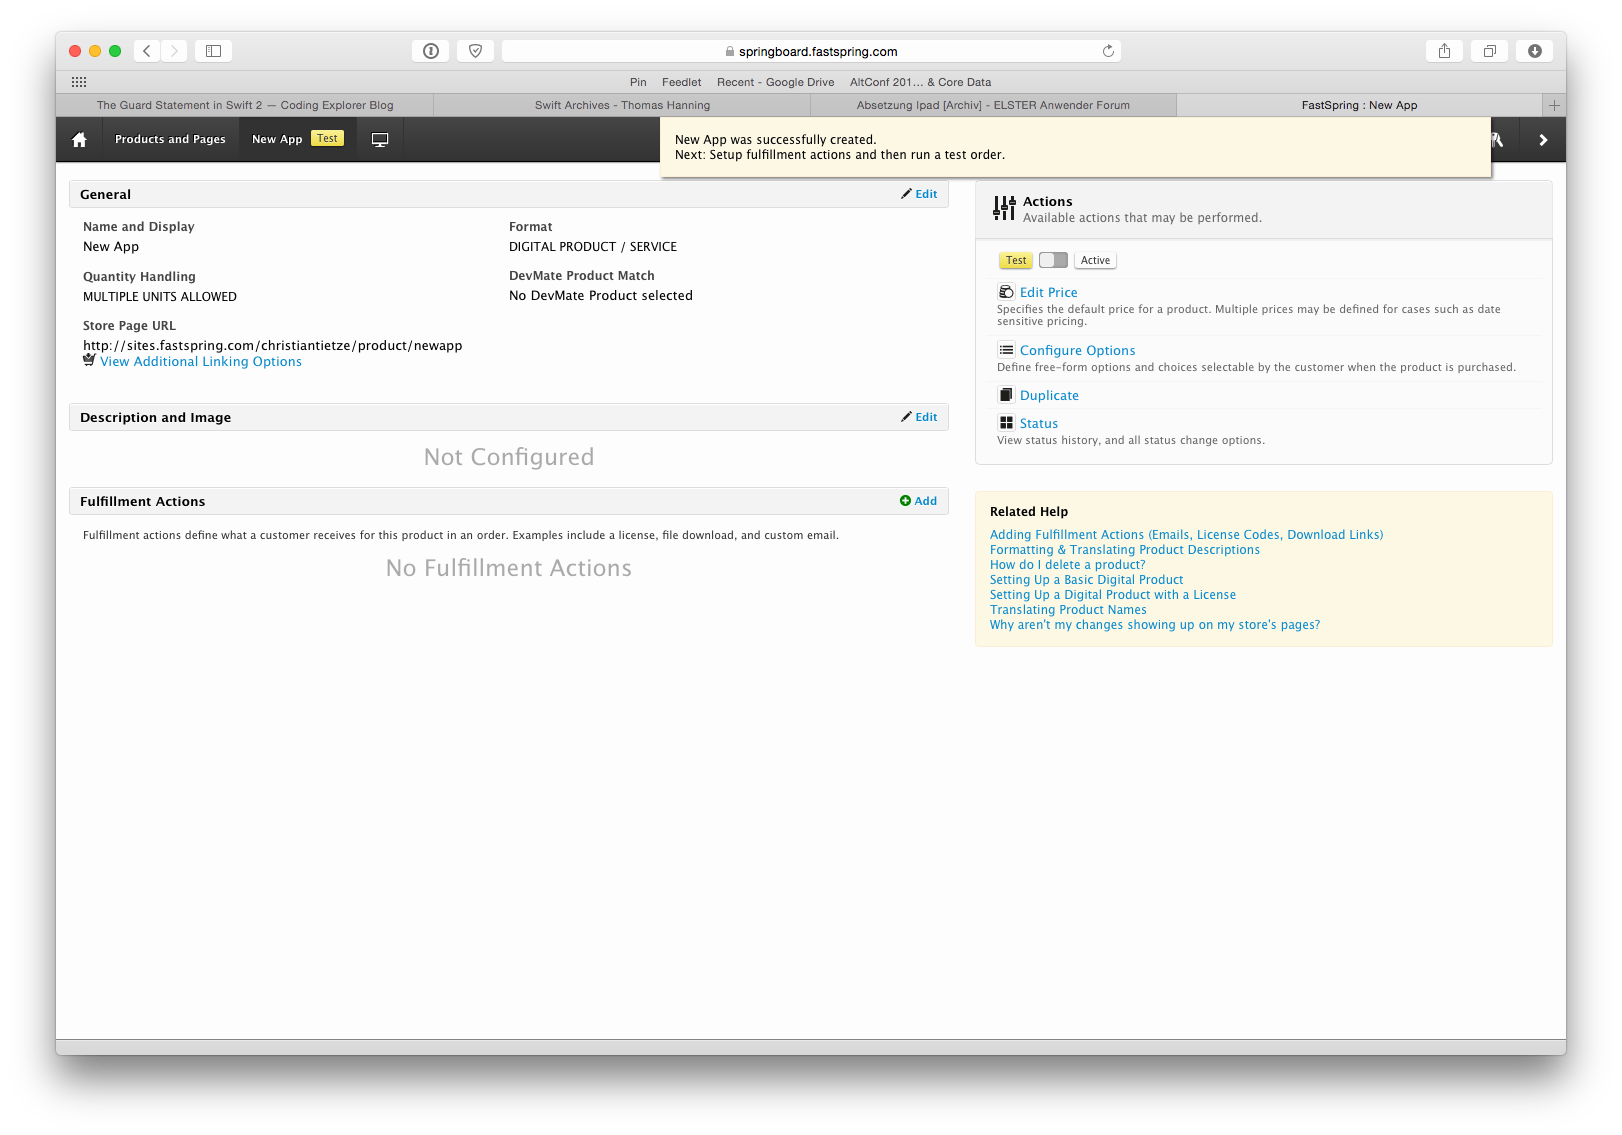 springboard.fastspring.com
Pin Feedlet Recent - Google Drive AltConf 201... & Core Data
The Guard Statement in Swift 2 — Coding Explorer Blog
Swift Archives - Thomas Hanning
Absetzung Ipad [Archiv] - ELSTER Anwender Forum
FastSpring : New App
Products and Pages
New App Test
New App was successfully created.
Next: Setup fulfillment actions and then run a test order.
General
Edit
Name and Display
New App
Quantity Handling
MULTIPLE UNITS ALLOWED
Store Page URL
http://sites.fastspring.com/christiantietze/product/newapp
View Additional Linking Options
Format
DIGITAL PRODUCT / SERVICE
DevMate Product Match
No DevMate Product selected
Description and Image
Edit
Not Configured
Fulfillment Actions
Add
Fulfillment actions define what a customer receives for this product in an order. Examples include a license, file download, and custom email.
No Fulfillment Actions
Actions
Available actions that may be performed.
Test Active
Edit Price
Specifies the default price for a product. Multiple prices may be defined for cases such as date
sensitive pricing.
Configure Options
Define free-form options and choices selectable by the customer when the product is purchased.
Duplicate
Status
View status history, and all status change options.
Related Help
Adding Fulfillment Actions (Emails, License Codes, Download Links)
Formatting & Translating Product Descriptions
How do I delete a product?
Setting Up a Basic Digital Product
Setting Up a Digital Product with a License
Translating Product Names
Why aren't my changes showing up on my store's pages?